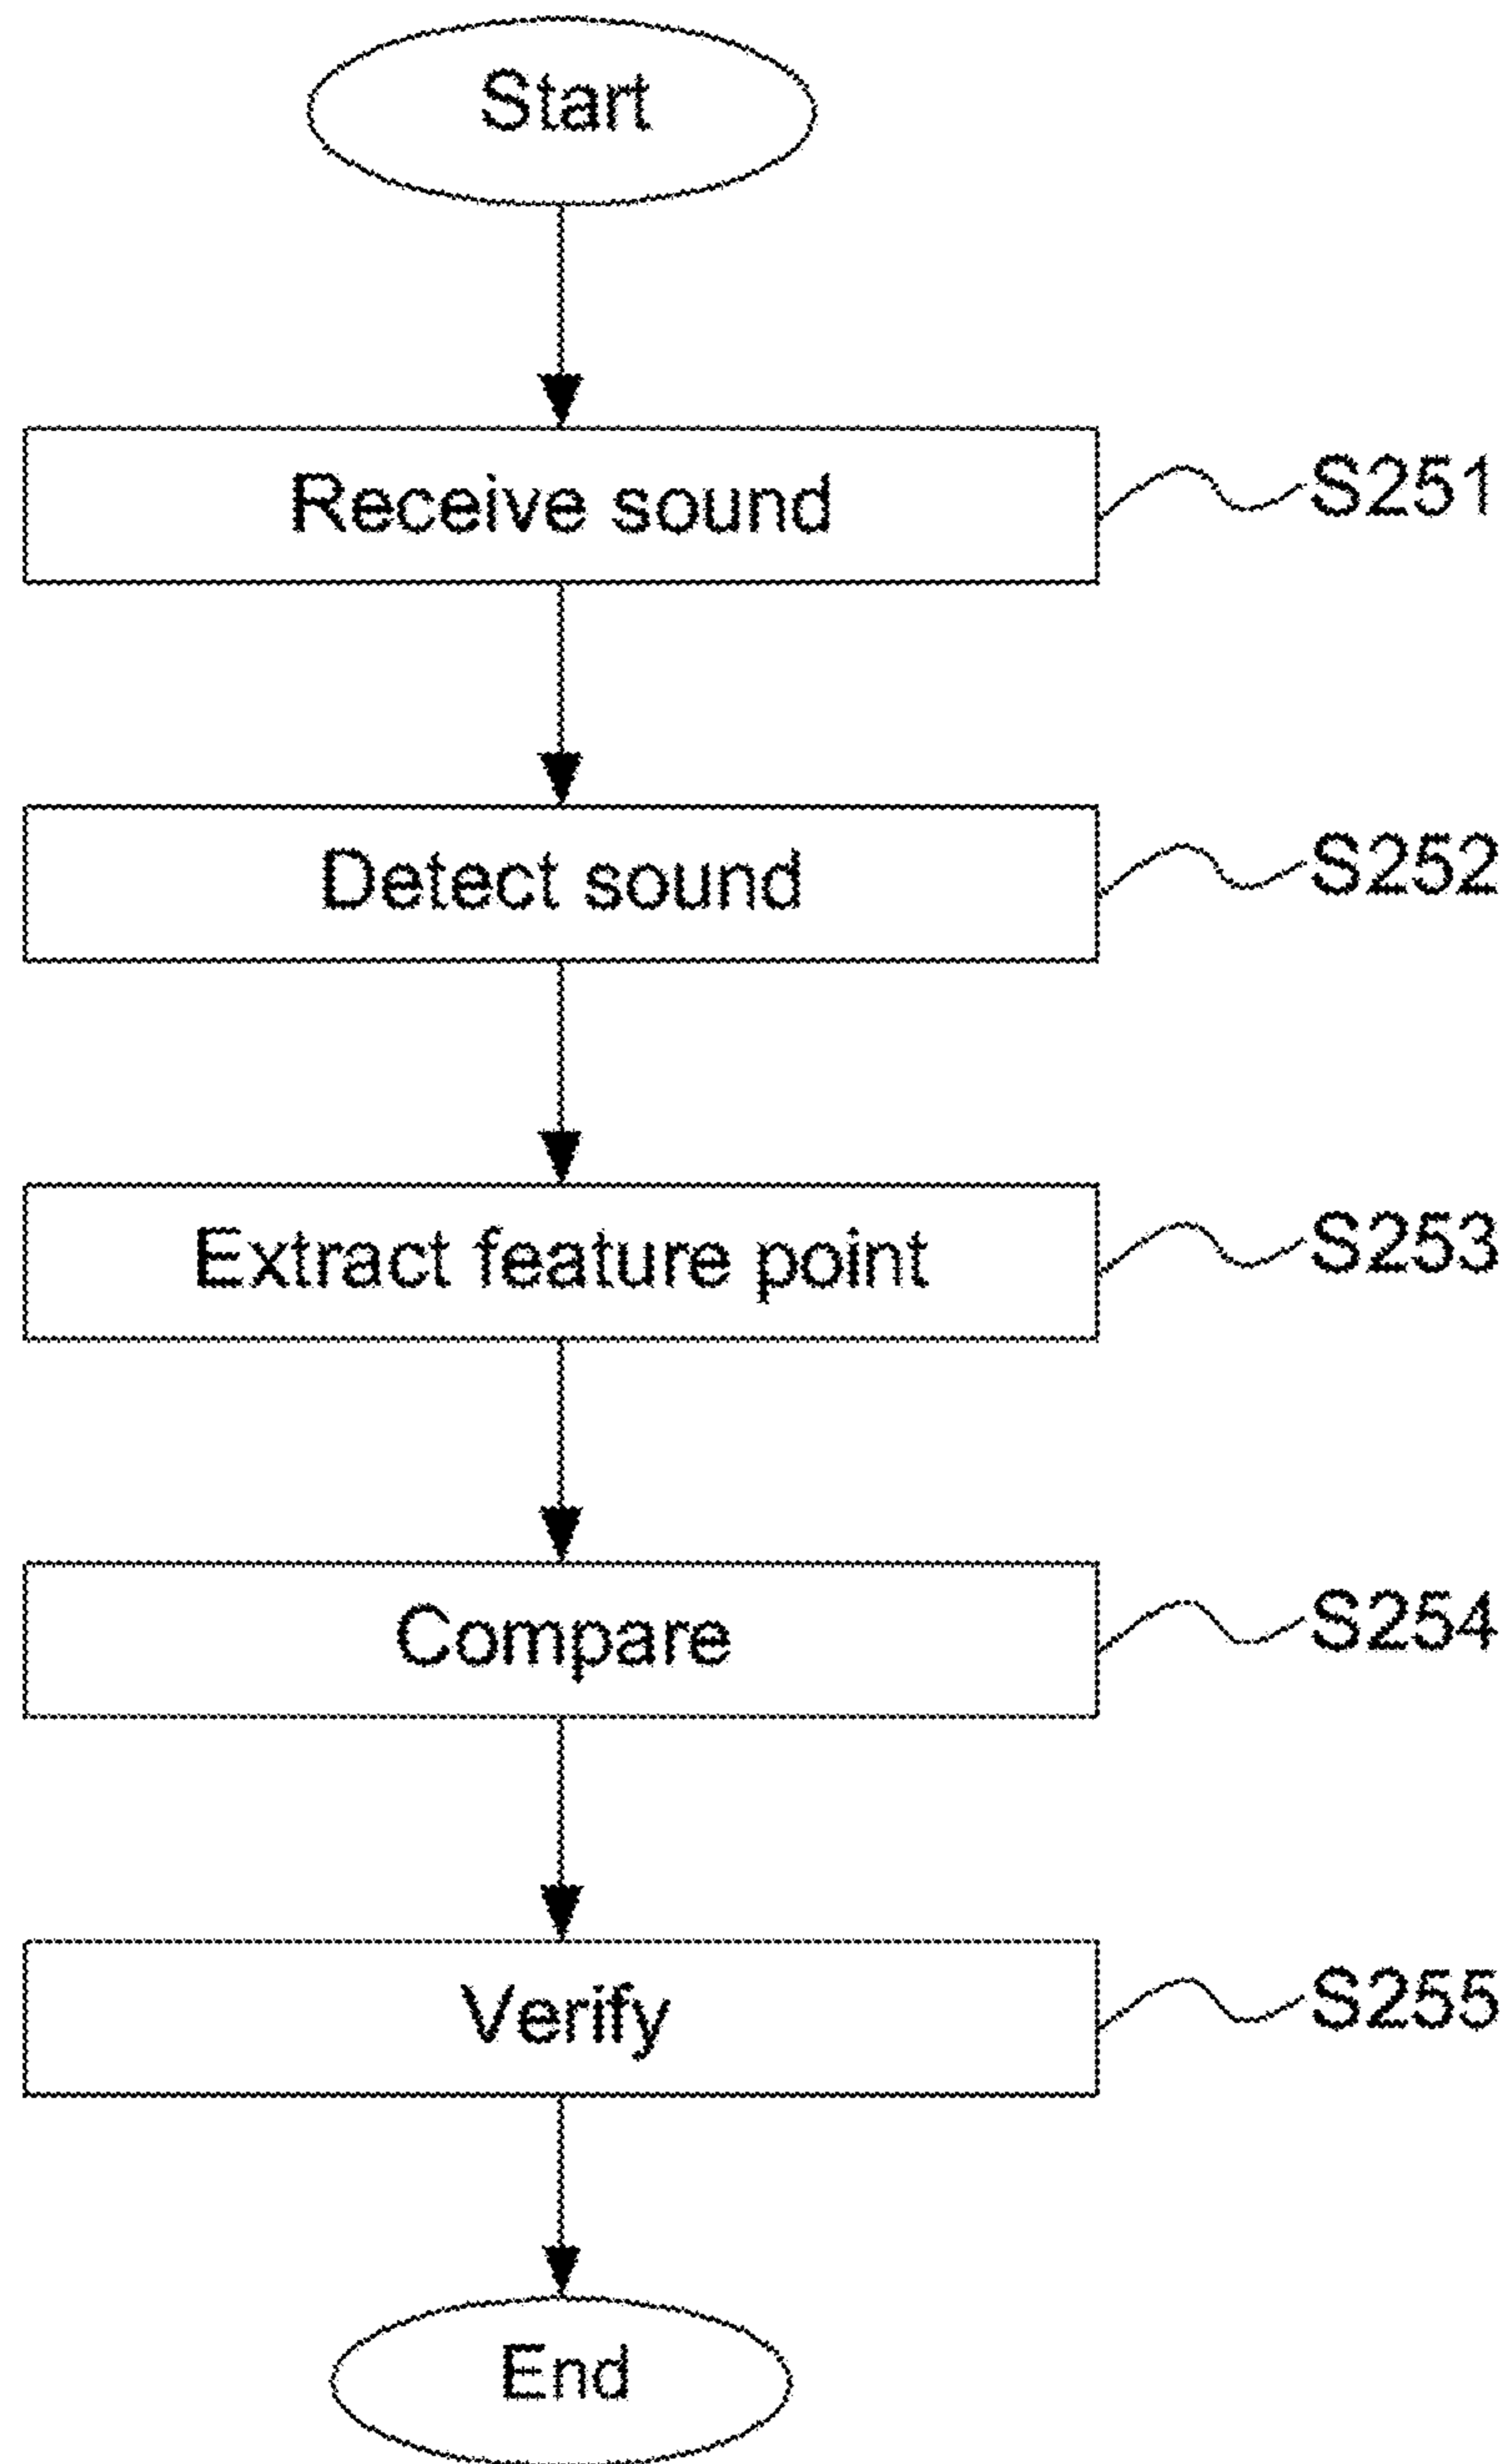 Start
Receive sound
S251
Detect sound
S252
Extract feature point
S253
Compare
S254
Verify
S255
End